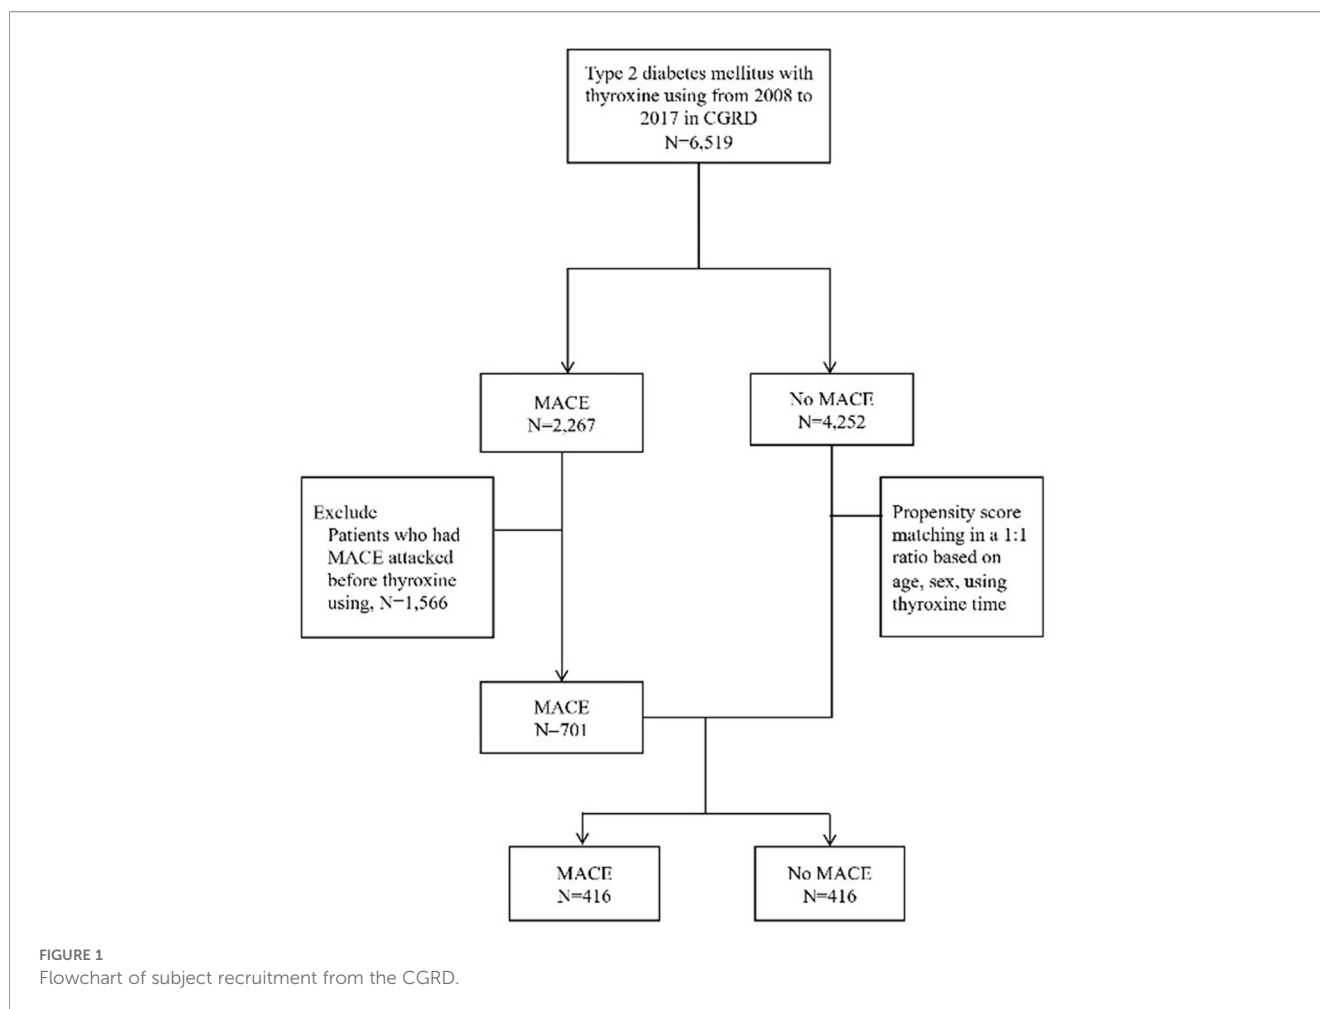 Type 2 diabetes mellitus with
thyroxine using from 2008 to
2017 in CGRD
N=6,519
MACE
N=2,267
No MACE
N=4,252
Exclude
Patients who had
MACE attacked
before thyroxine
using, N=1,566
Propensity score
matching in a 1:1
ratio based on
age, sex, using
thyroxine time
MACE
N=701
MACE
N=416
No MACE
N=416
FIGURE 1
Flowchart of subject recruitment from the CGRD.